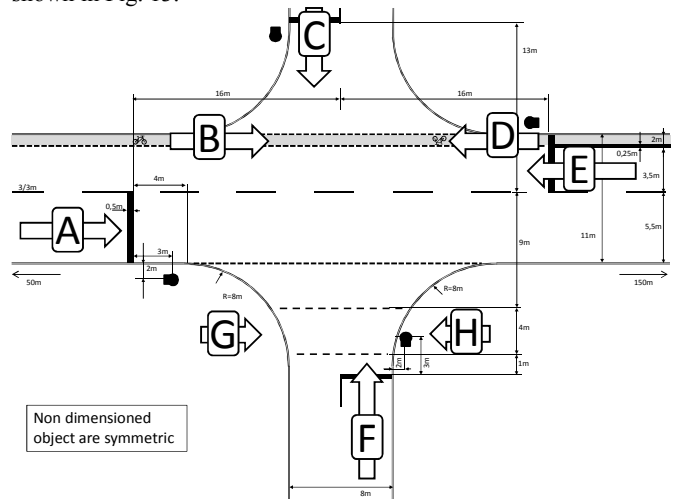 shown in Fig. 15.
C
13m
16m
16m
B
D
2m
0,25m
E
3,5m
4m
3/3m
0,5m
A
5,5m
11m
9m
3m
2m
50m
150m
R=8m
R=8m
G
H
4m
2m
3m
1m
F
Non dimensioned
object are symmetric
8m